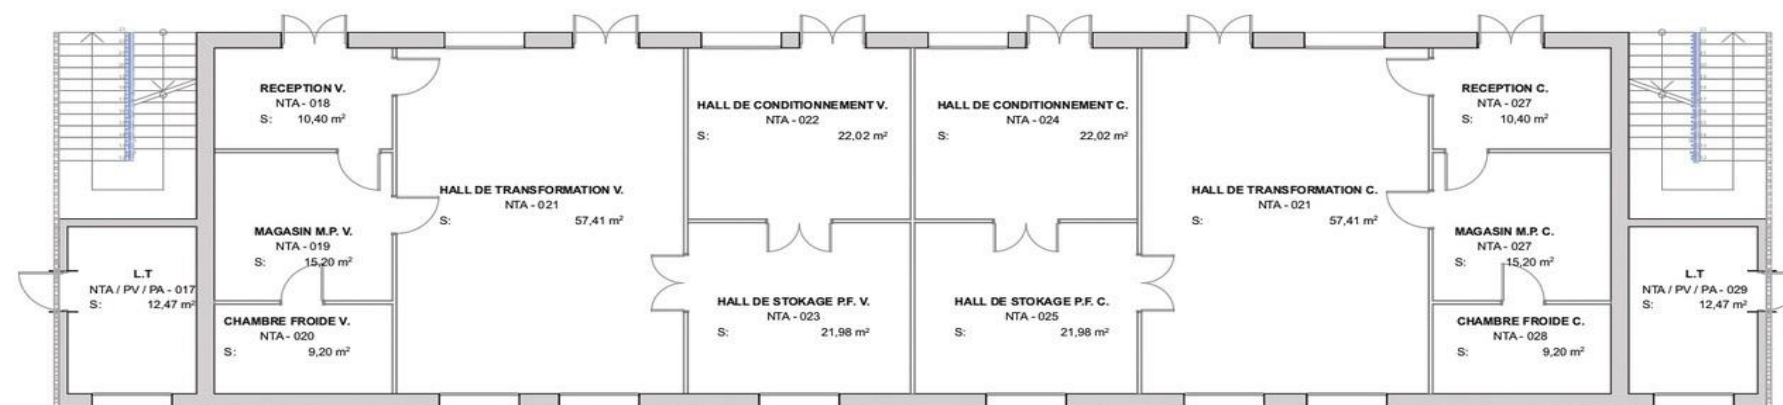 RECEPTION V.
NTA - 018
S: 10,40 m²
MAGASIN M.P. V.
NTA - 019
S: 15,20 m²
CHAMBRE FROIDE V.
NTA - 020
S: 9,20 m²
L.T
NTA / PV / PA - 017
S: 12,47 m²
HALL DE TRANSFORMATION V.
NTA - 021
S: 57,41 m²
HALL DE CONDITIONNEMENT V.
NTA - 022
S: 22,02 m²
HALL DE STOKAGE P.F. V.
NTA - 023
S: 21,98 m²
HALL DE CONDITIONNEMENT C.
NTA - 024
S: 22,02 m²
HALL DE STOKAGE P.F. C.
NTA - 025
S: 21,98 m²
HALL DE TRANSFORMATION C.
NTA - 021
S: 57,41 m²
RECEPTION C.
NTA - 027
S: 10,40 m²
MAGASIN M.P. C.
NTA - 027
S: 15,20 m²
CHAMBRE FROIDE C.
NTA - 028
S: 9,20 m²
L.T
NTA / PV / PA - 029
S: 12,47 m²